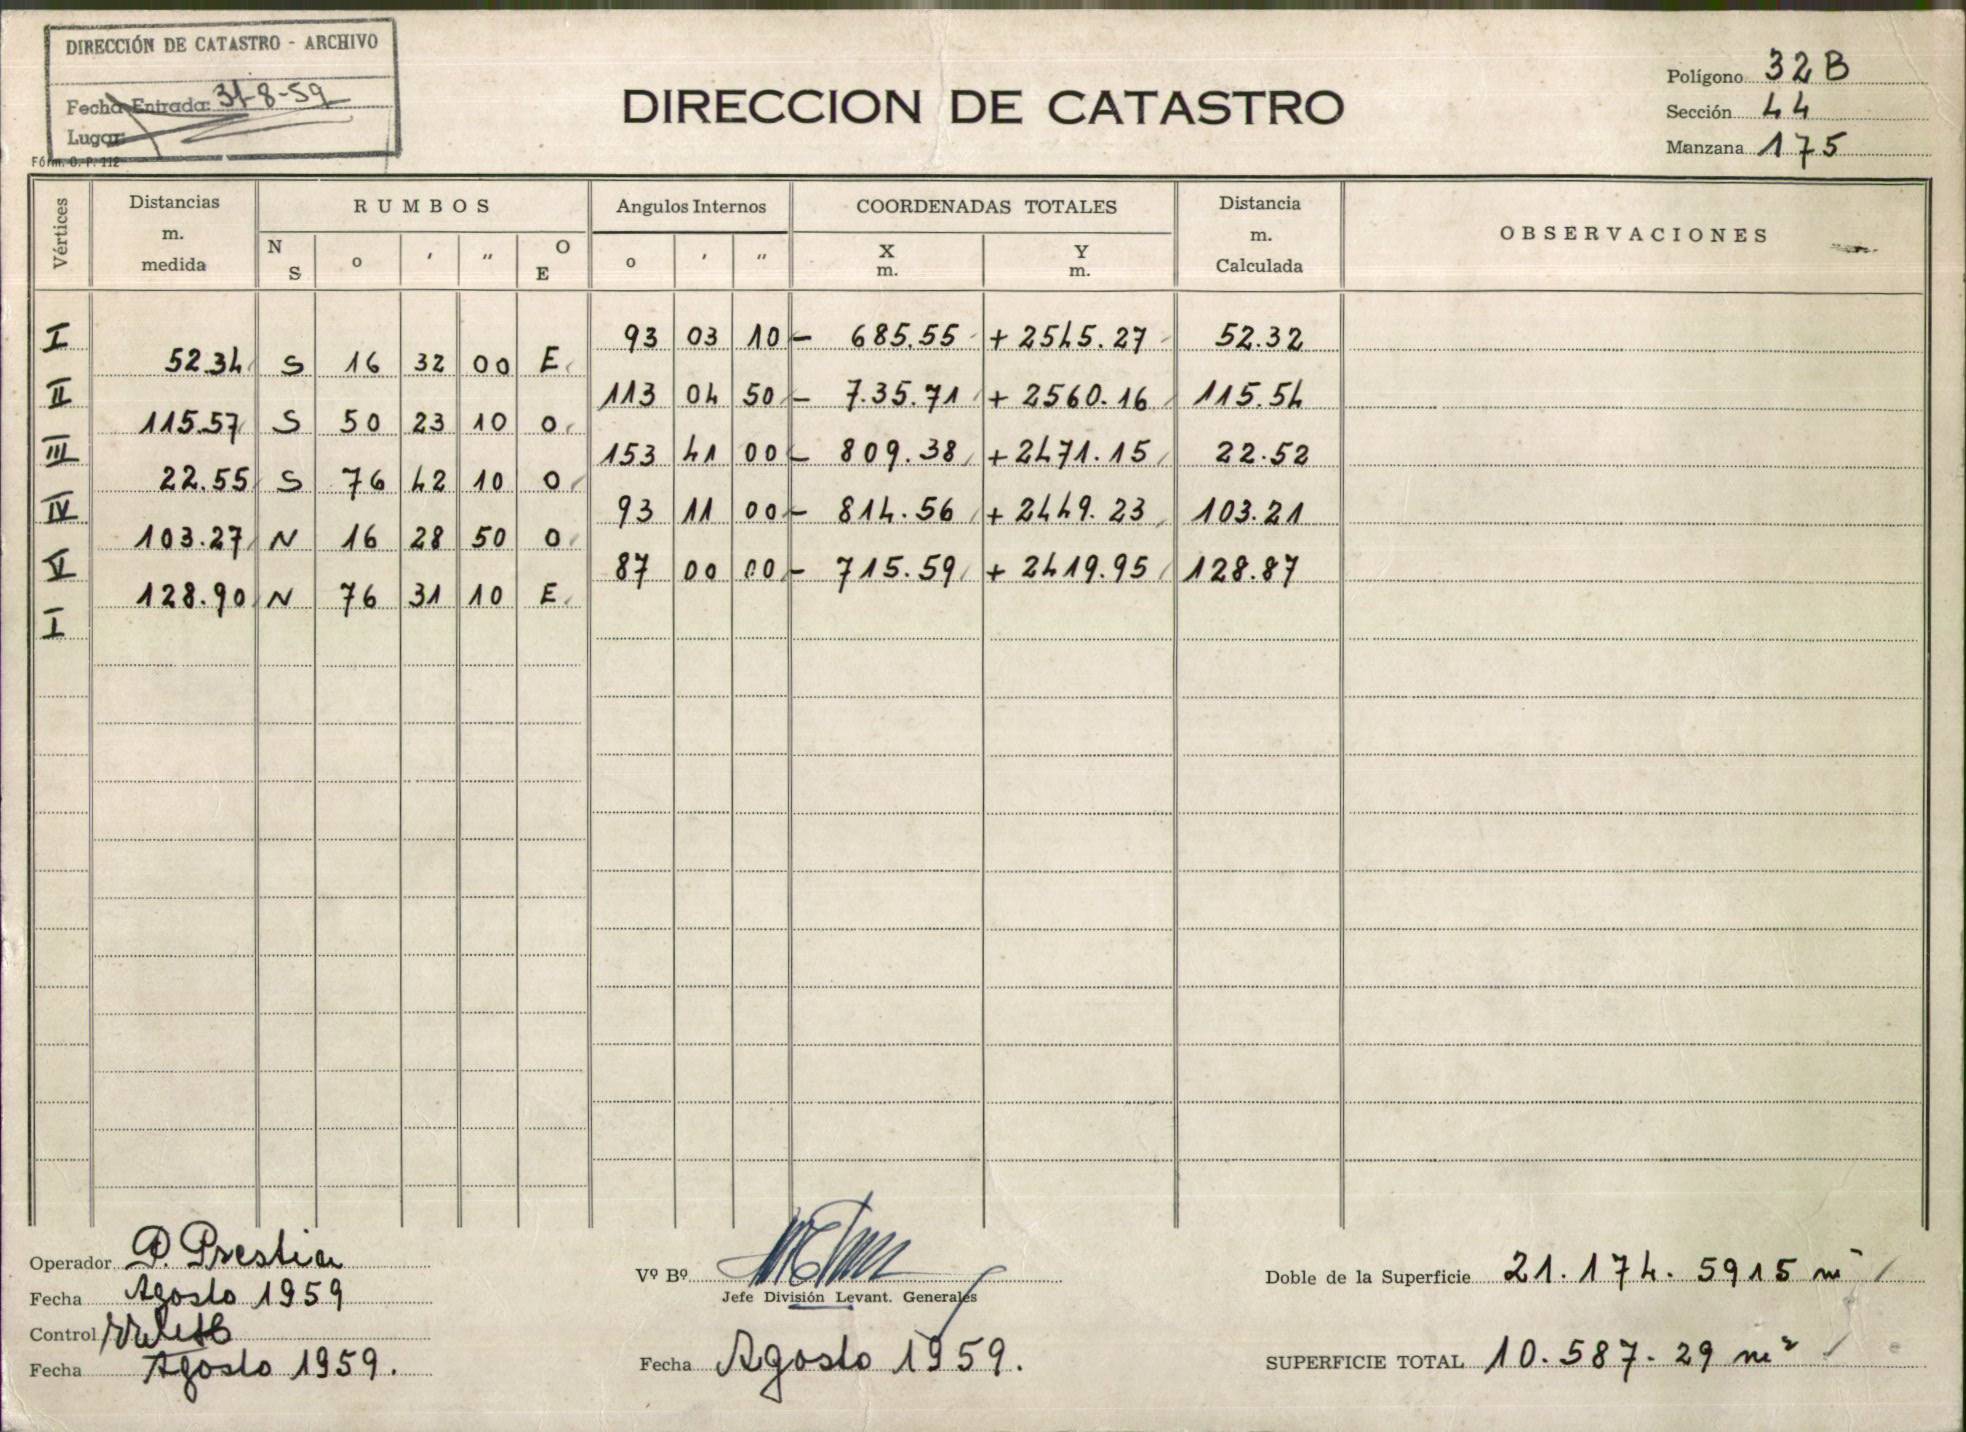 DIRECCIÓN DE CATASTRO - ARCHIVO
Fecha Entrada: 31-8-59
Lugar
Fórm. O. P. 112
DIRECCION DE CATASTRO
Polígono 32 B
Sección 44
Manzana 175
Vértices
Distancias m. medida
RUMBOS
Angulos Internos
COORDENADAS TOTALES
Distancia m. Calculada
OBSERVACIONES
N S o ′ ″ O E
o ′ ″
X m. Y m.
I 93 03 10 - 685.55 + 2545.27 52.32
52.34 S 16 32 00 E
II 113 04 50 - 7.35.71 + 2560.16 115.54
115.57 S 50 23 10 O
III 153 41 00 - 809.38 + 2471.15 22.52
22.55 S 76 42 10 O
IV 93 11 00 - 814.56 + 2449.23 103.21
103.27 N 16 28 50 O
V 87 00 00 - 715.59 + 2419.95 128.87
128.90 N 76 31 10 E
I
Operador P. Prestia
Fecha Agosto 1959
Control
Fecha Agosto 1959.
Vº Bº
Jefe División Levant. Generales
Fecha Agosto 1959.
Doble de la Superficie 21.174.5915 m²
SUPERFICIE TOTAL 10.587.29 m²